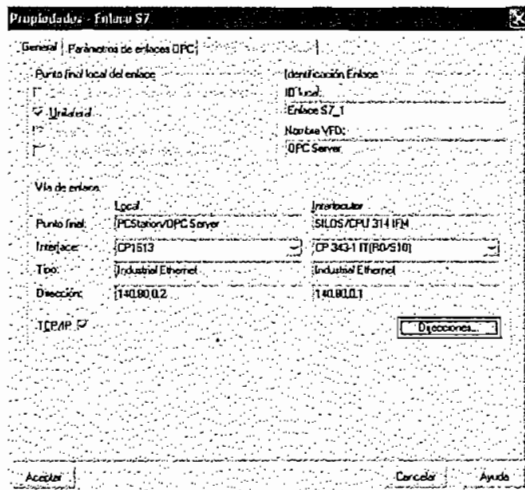 Propiedades - Enlace S7
General Parámetros de enlaces OPC
Punto final local del enlace
Identificación Enlace
ID local:
Unilateral
Enlace S7_1
Nombre VFD:
OPC Server
Vía de enlace
Local Interlocutor
Punto final: PCStation/OPC Server SILOS/CPU 314 IFM
Interface: CP1613 CP 343-1 IT(R0/S10)
Tipo: Industrial Ethernet Industrial Ethernet
Dirección: 140.80.0.2 140.80.0.1
TCP/IP
Direcciones...
Aceptar Cancelar Ayuda